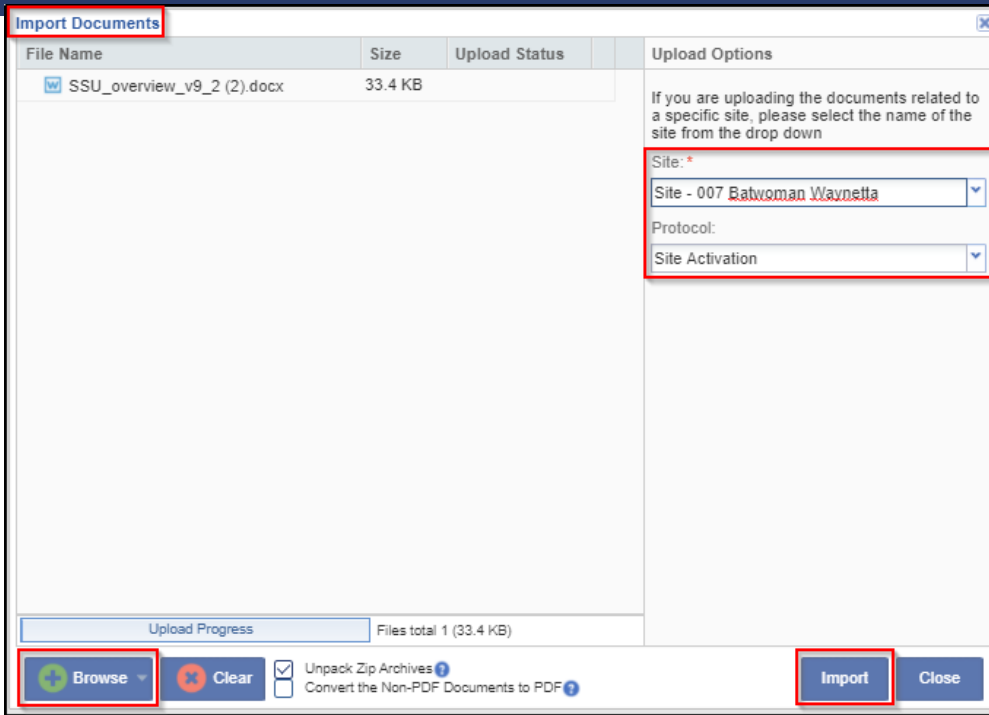 Import Documents
File Name Size Upload Status
SSU_overview_v9_2 (2).docx 33.4 KB
Upload Options
If you are uploading the documents related to
a specific site, please select the name of the
site from the drop down
Site: *
Site - 007 Batwoman Waynetta
Protocol:
Site Activation
Upload Progress Files total 1 (33.4 KB)
Browse Clear
Unpack Zip Archives ?
Convert the Non-PDF Documents to PDF ?
Import Close